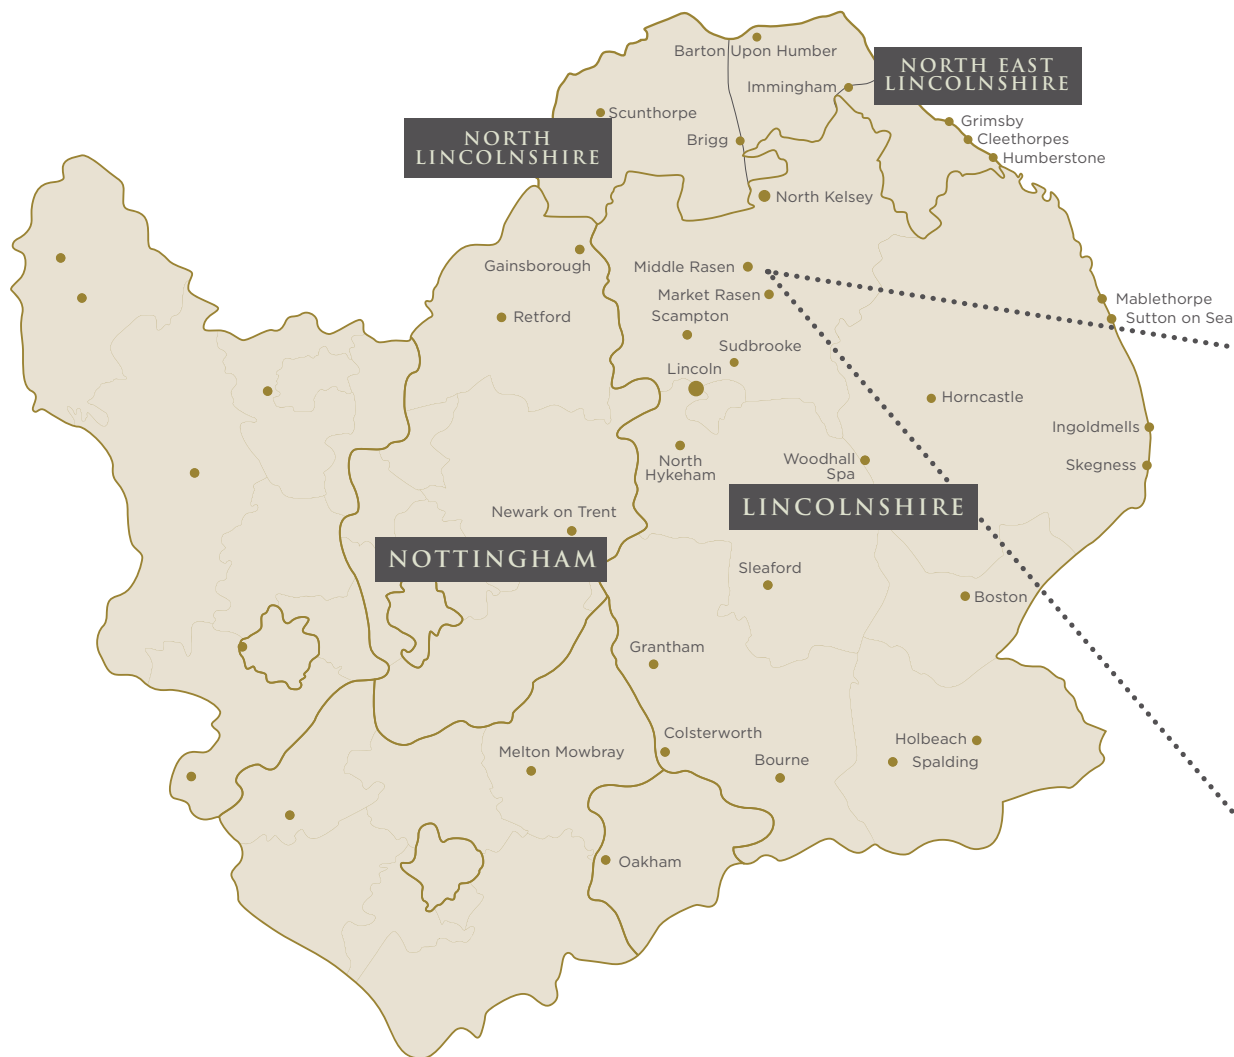 Barton Upon Humber
NORTH EAST
LINCOLNSHIRE
Immingham
Scunthorpe
Grimsby
NORTH
LINCOLNSHIRE
Brigg
Cleethorpes
Humberstone
North Kelsey
Gainsborough
Middle Rasen
Market Rasen
Mablethorpe
Retford
Scampton
Sutton on Sea
Sudbrooke
Lincoln
Horncastle
Ingoldmells
North
Hykeham
Woodhall
Spa
Skegness
LINCOLNSHIRE
Newark on Trent
NOTTINGHAM
Sleaford
Boston
Grantham
Colsterworth
Holbeach
Melton Mowbray
Bourne
Spalding
Oakham